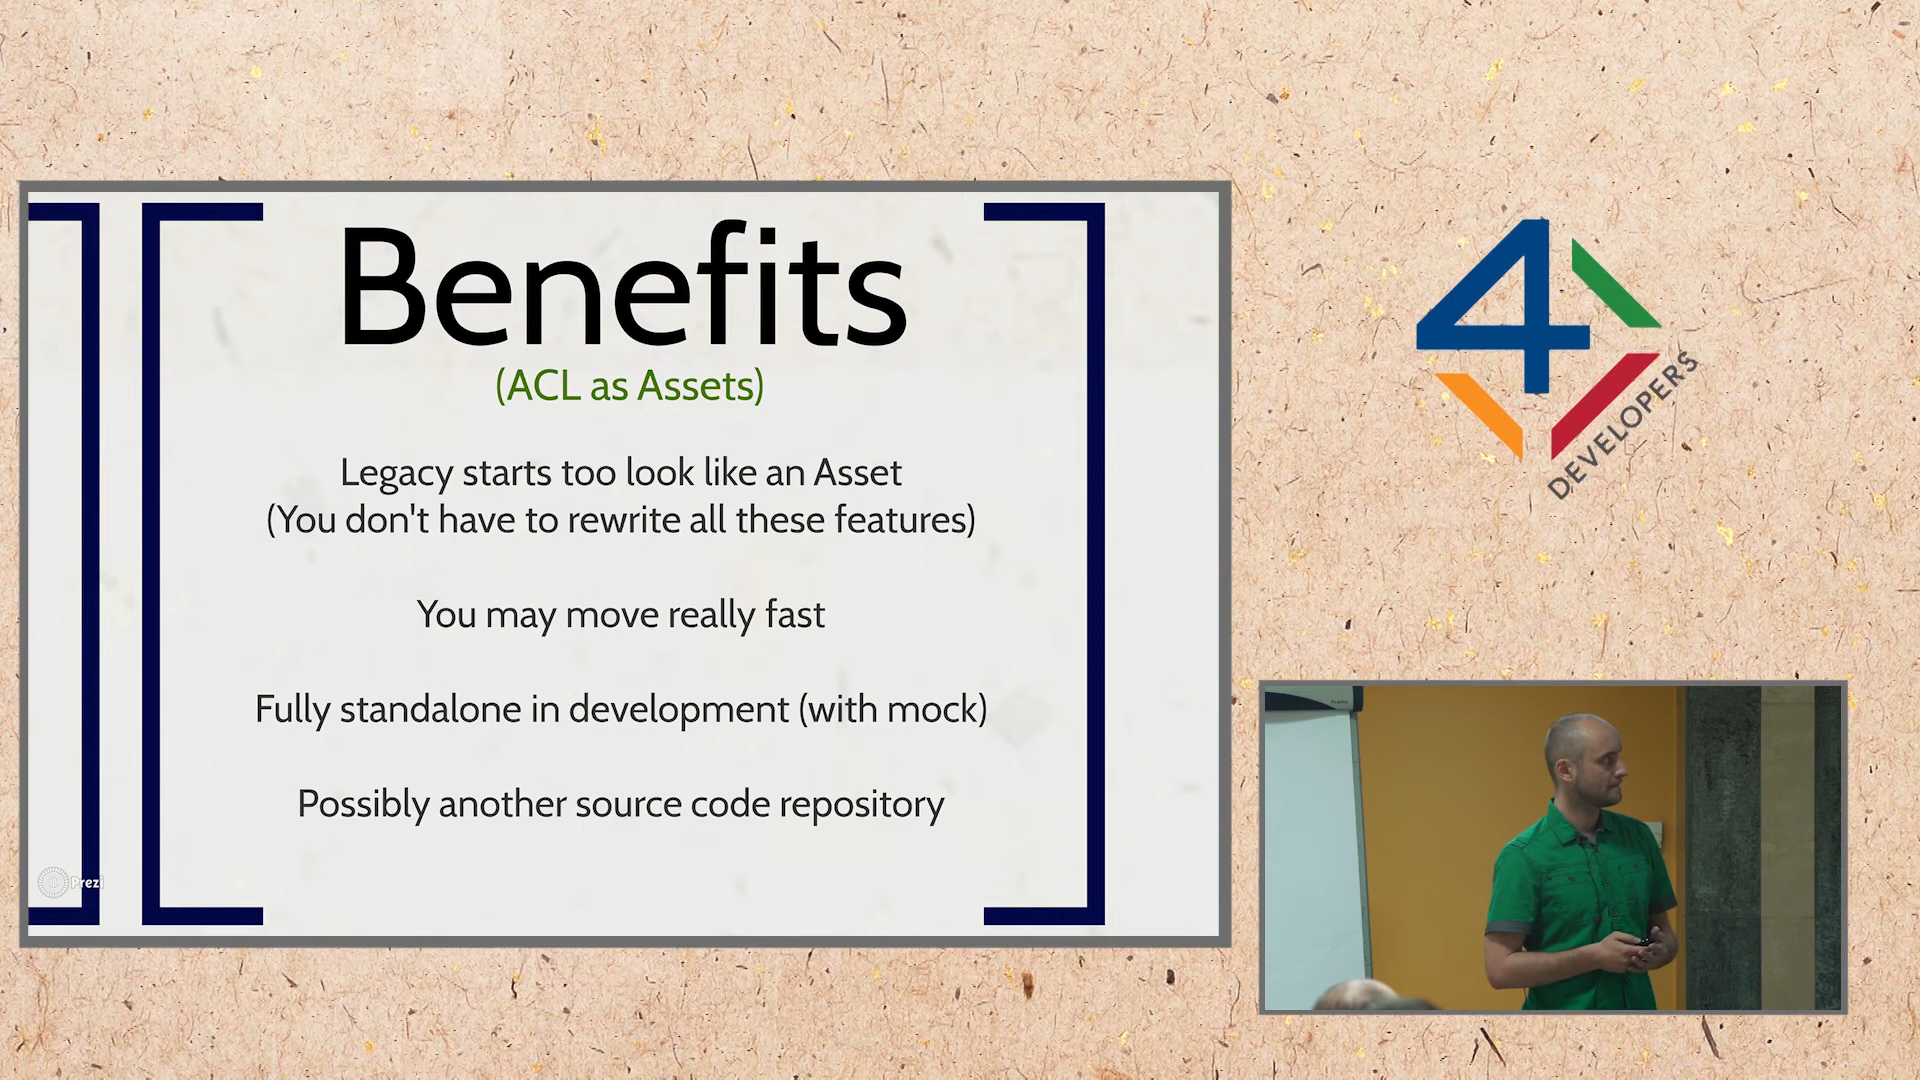 Benefits
(ACL as Assets)
Legacy starts too look like an Asset
(You don't have to rewrite all these features)
You may move really fast
Fully standalone in development (with mock)
Possibly another source code repository
Prezi
4
DEVELOPERS